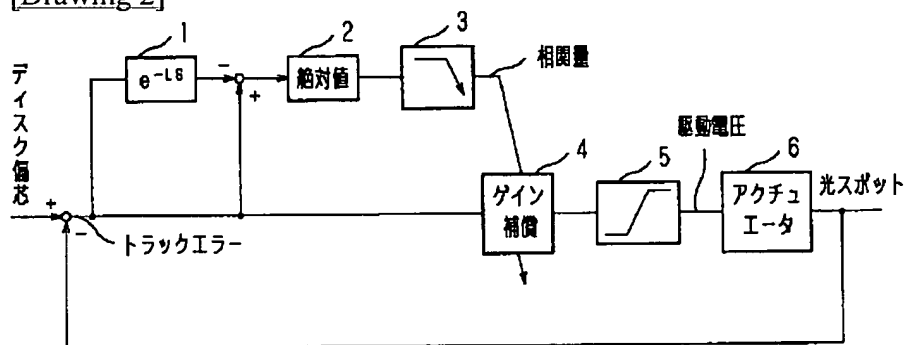 [Drawing 2]
1
2
3
相関量
ディスク偏芯
e-LS
-
+
絶対値
4
5
駆動電圧
6
光スポット
+
-
トラックエラー
ゲイン
補償
アクチュ
エータ